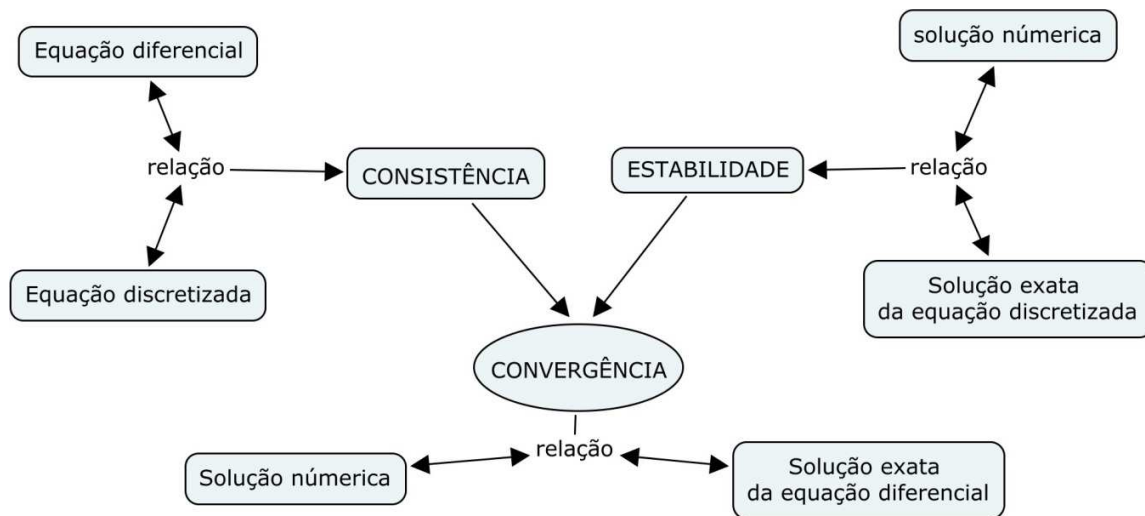 Equação diferencial
solução númerica
relação
CONSISTÊNCIA
ESTABILIDADE
relação
Equação discretizada
Solução exata
da equação discretizada
CONVERGÊNCIA
relação
Solução númerica
Solução exata
da equação diferencial